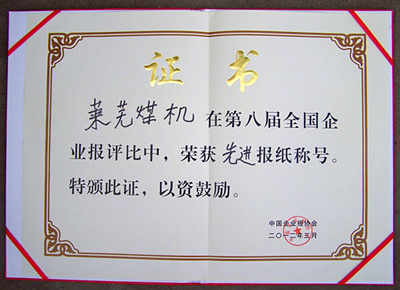 证书
莱芜煤机在第八届全国企
业报评比中，荣获先进报纸称号。
特颁此证，以资鼓励。
中国企业报协会
二〇一二年三月